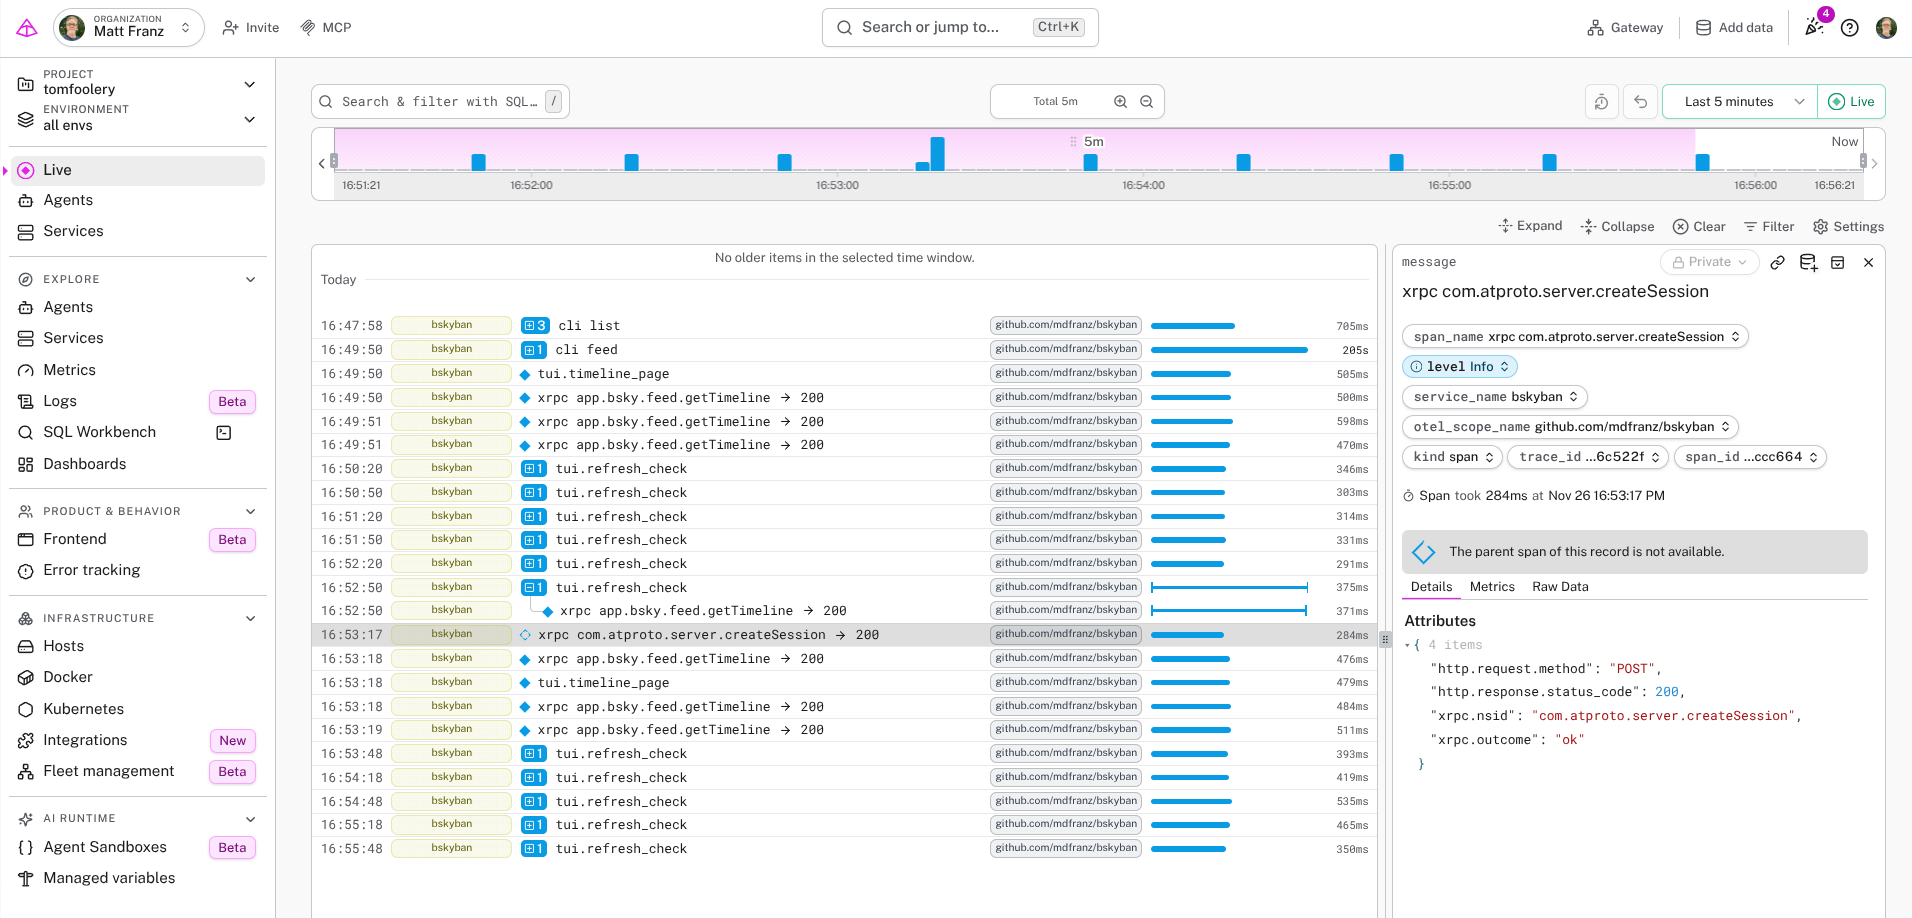 ORGANIZATION
Matt Franz
Invite
MCP
Search or jump to...
Ctrl+K
Gateway
Add data
4
PROJECT
tomfoolery
ENVIRONMENT
all envs
Live
Agents
Services
EXPLORE
Agents
Services
Metrics
Logs Beta
SQL Workbench
Dashboards
PRODUCT & BEHAVIOR
Frontend Beta
Error tracking
INFRASTRUCTURE
Hosts
Docker
Kubernetes
Integrations New
Fleet management Beta
AI RUNTIME
Agent Sandboxes Beta
Managed variables
Search & filter with SQL… /
Total 5m
Last 5 minutes
Live
5m
Now
16:51:21 16:52:00 16:53:00 16:54:00 16:55:00 16:56:00 16:56:21
Expand Collapse Clear Filter Settings
No older items in the selected time window.
Today
16:47:58 bskyban 3 cli list github.com/mdfranz/bskyban 705ms
16:49:50 bskyban 1 cli feed github.com/mdfranz/bskyban 205s
16:49:50 bskyban tui.timeline_page github.com/mdfranz/bskyban 505ms
16:49:50 bskyban xrpc app.bsky.feed.getTimeline → 200 github.com/mdfranz/bskyban 500ms
16:49:51 bskyban xrpc app.bsky.feed.getTimeline → 200 github.com/mdfranz/bskyban 598ms
16:49:51 bskyban xrpc app.bsky.feed.getTimeline → 200 github.com/mdfranz/bskyban 470ms
16:50:20 bskyban 1 tui.refresh_check github.com/mdfranz/bskyban 346ms
16:50:50 bskyban 1 tui.refresh_check github.com/mdfranz/bskyban 303ms
16:51:20 bskyban 1 tui.refresh_check github.com/mdfranz/bskyban 314ms
16:51:50 bskyban 1 tui.refresh_check github.com/mdfranz/bskyban 331ms
16:52:20 bskyban 1 tui.refresh_check github.com/mdfranz/bskyban 291ms
16:52:50 bskyban 1 tui.refresh_check github.com/mdfranz/bskyban 375ms
16:52:50 bskyban xrpc app.bsky.feed.getTimeline → 200 github.com/mdfranz/bskyban 371ms
16:53:17 bskyban xrpc com.atproto.server.createSession → 200 github.com/mdfranz/bskyban 284ms
16:53:18 bskyban xrpc app.bsky.feed.getTimeline → 200 github.com/mdfranz/bskyban 476ms
16:53:18 bskyban tui.timeline_page github.com/mdfranz/bskyban 479ms
16:53:18 bskyban xrpc app.bsky.feed.getTimeline → 200 github.com/mdfranz/bskyban 484ms
16:53:19 bskyban xrpc app.bsky.feed.getTimeline → 200 github.com/mdfranz/bskyban 511ms
16:53:48 bskyban 1 tui.refresh_check github.com/mdfranz/bskyban 393ms
16:54:18 bskyban 1 tui.refresh_check github.com/mdfranz/bskyban 419ms
16:54:48 bskyban 1 tui.refresh_check github.com/mdfranz/bskyban 535ms
16:55:18 bskyban 1 tui.refresh_check github.com/mdfranz/bskyban 465ms
16:55:48 bskyban 1 tui.refresh_check github.com/mdfranz/bskyban 350ms
message
Private
xrpc com.atproto.server.createSession
span_name xrpc com.atproto.server.createSession
level Info
service_name bskyban
otel_scope_name github.com/mdfranz/bskyban
kind span trace_id …6c522f span_id …ccc664
Span took 284ms at Nov 26 16:53:17 PM
The parent span of this record is not available.
Details Metrics Raw Data
Attributes
{ 4 items
"http.request.method": "POST",
"http.response.status_code": 200,
"xrpc.nsid": "com.atproto.server.createSession",
"xrpc.outcome": "ok"
}